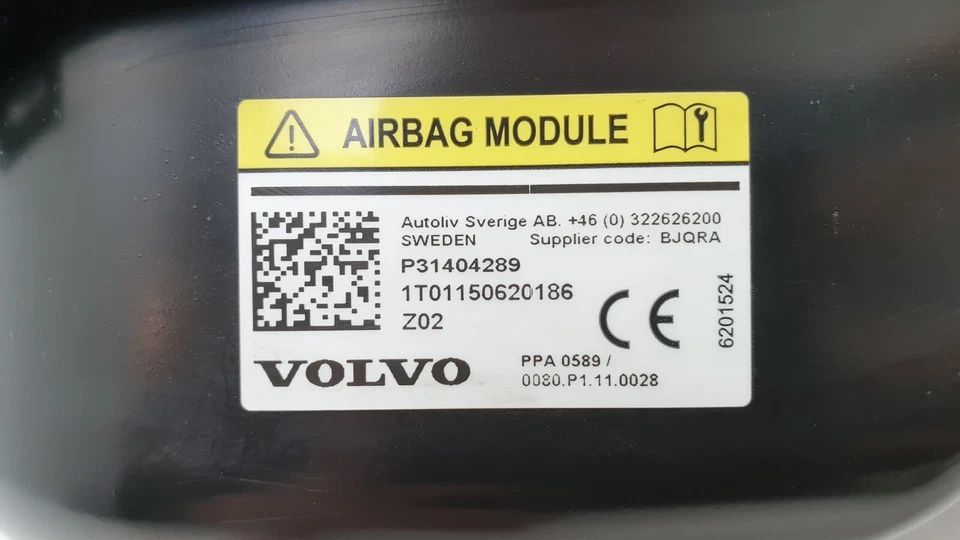 AIRBAG MODULE
Autoliv Sverige AB. +46 (0) 322626200
SWEDEN Supplier code: BJQRA
P31404289
1T01150620186
Z02
CE
6201524
VOLVO
PPA 0589 /
0080.P1.11.0028